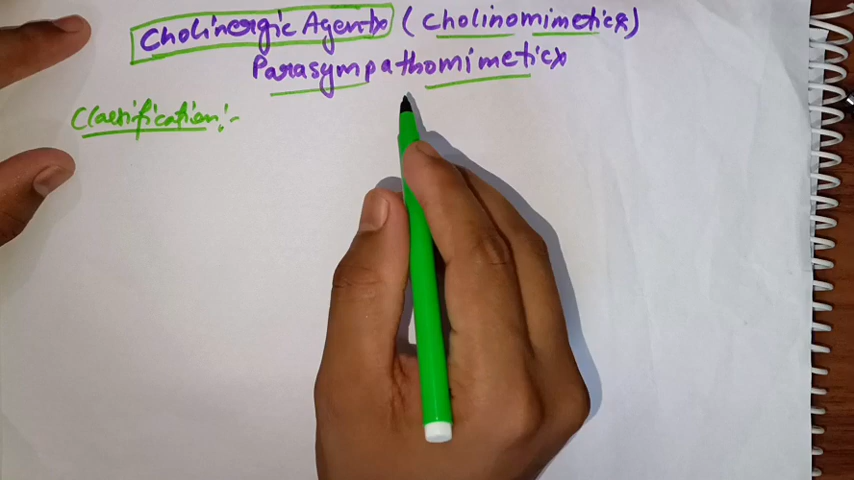 Cholinergic Agents (Cholinomimetics)
Parasympathomimetics
Classification:-